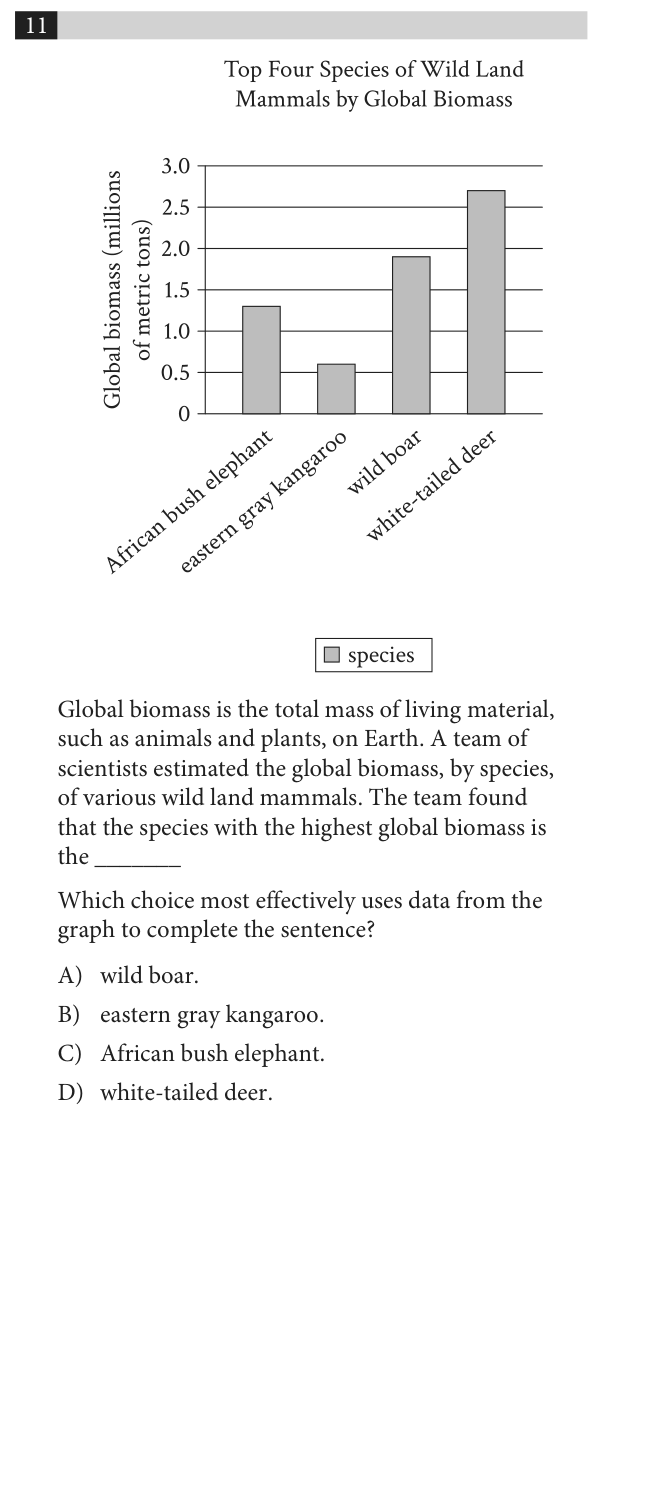 11
Top Four Species of Wild Land
Mammals by Global Biomass
Global biomass (millions
of metric tons)
3.0
2.5
2.0
1.5
1.0
0.5
0
African bush elephant
eastern gray kangaroo
wild boar
white-tailed deer
species
Global biomass is the total mass of living material,
such as animals and plants, on Earth. A team of
scientists estimated the global biomass, by species,
of various wild land mammals. The team found
that the species with the highest global biomass is
the _______
Which choice most effectively uses data from the
graph to complete the sentence?
A) wild boar.
B) eastern gray kangaroo.
C) African bush elephant.
D) white-tailed deer.